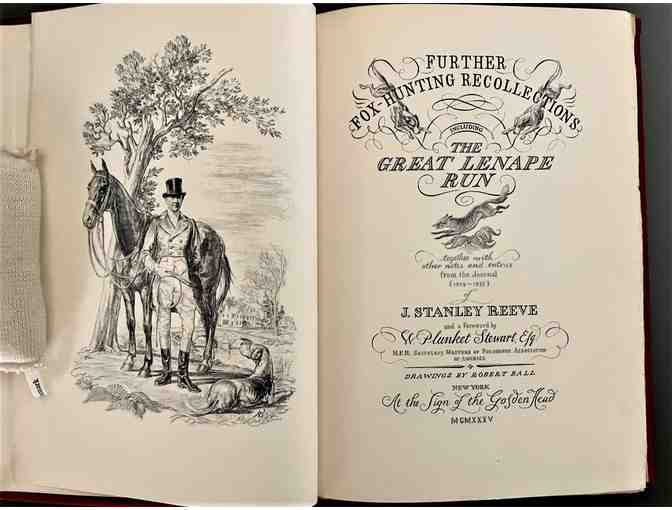 FURTHER
FOX-HUNTING RECOLLECTIONS
INCLUDING
THE
GREAT LENAPE
RUN
together with
other notes and entries
from the Journal
of
J. STANLEY REEVE
and a Foreword by
W. Plunket Stewart, Esq
M.F.H. Secretary Masters of Foxhounds Association
of America
DRAWINGS BY ROBERT BALL
NEW YORK
At the Sign of the Gosden Head
MCMXXXV